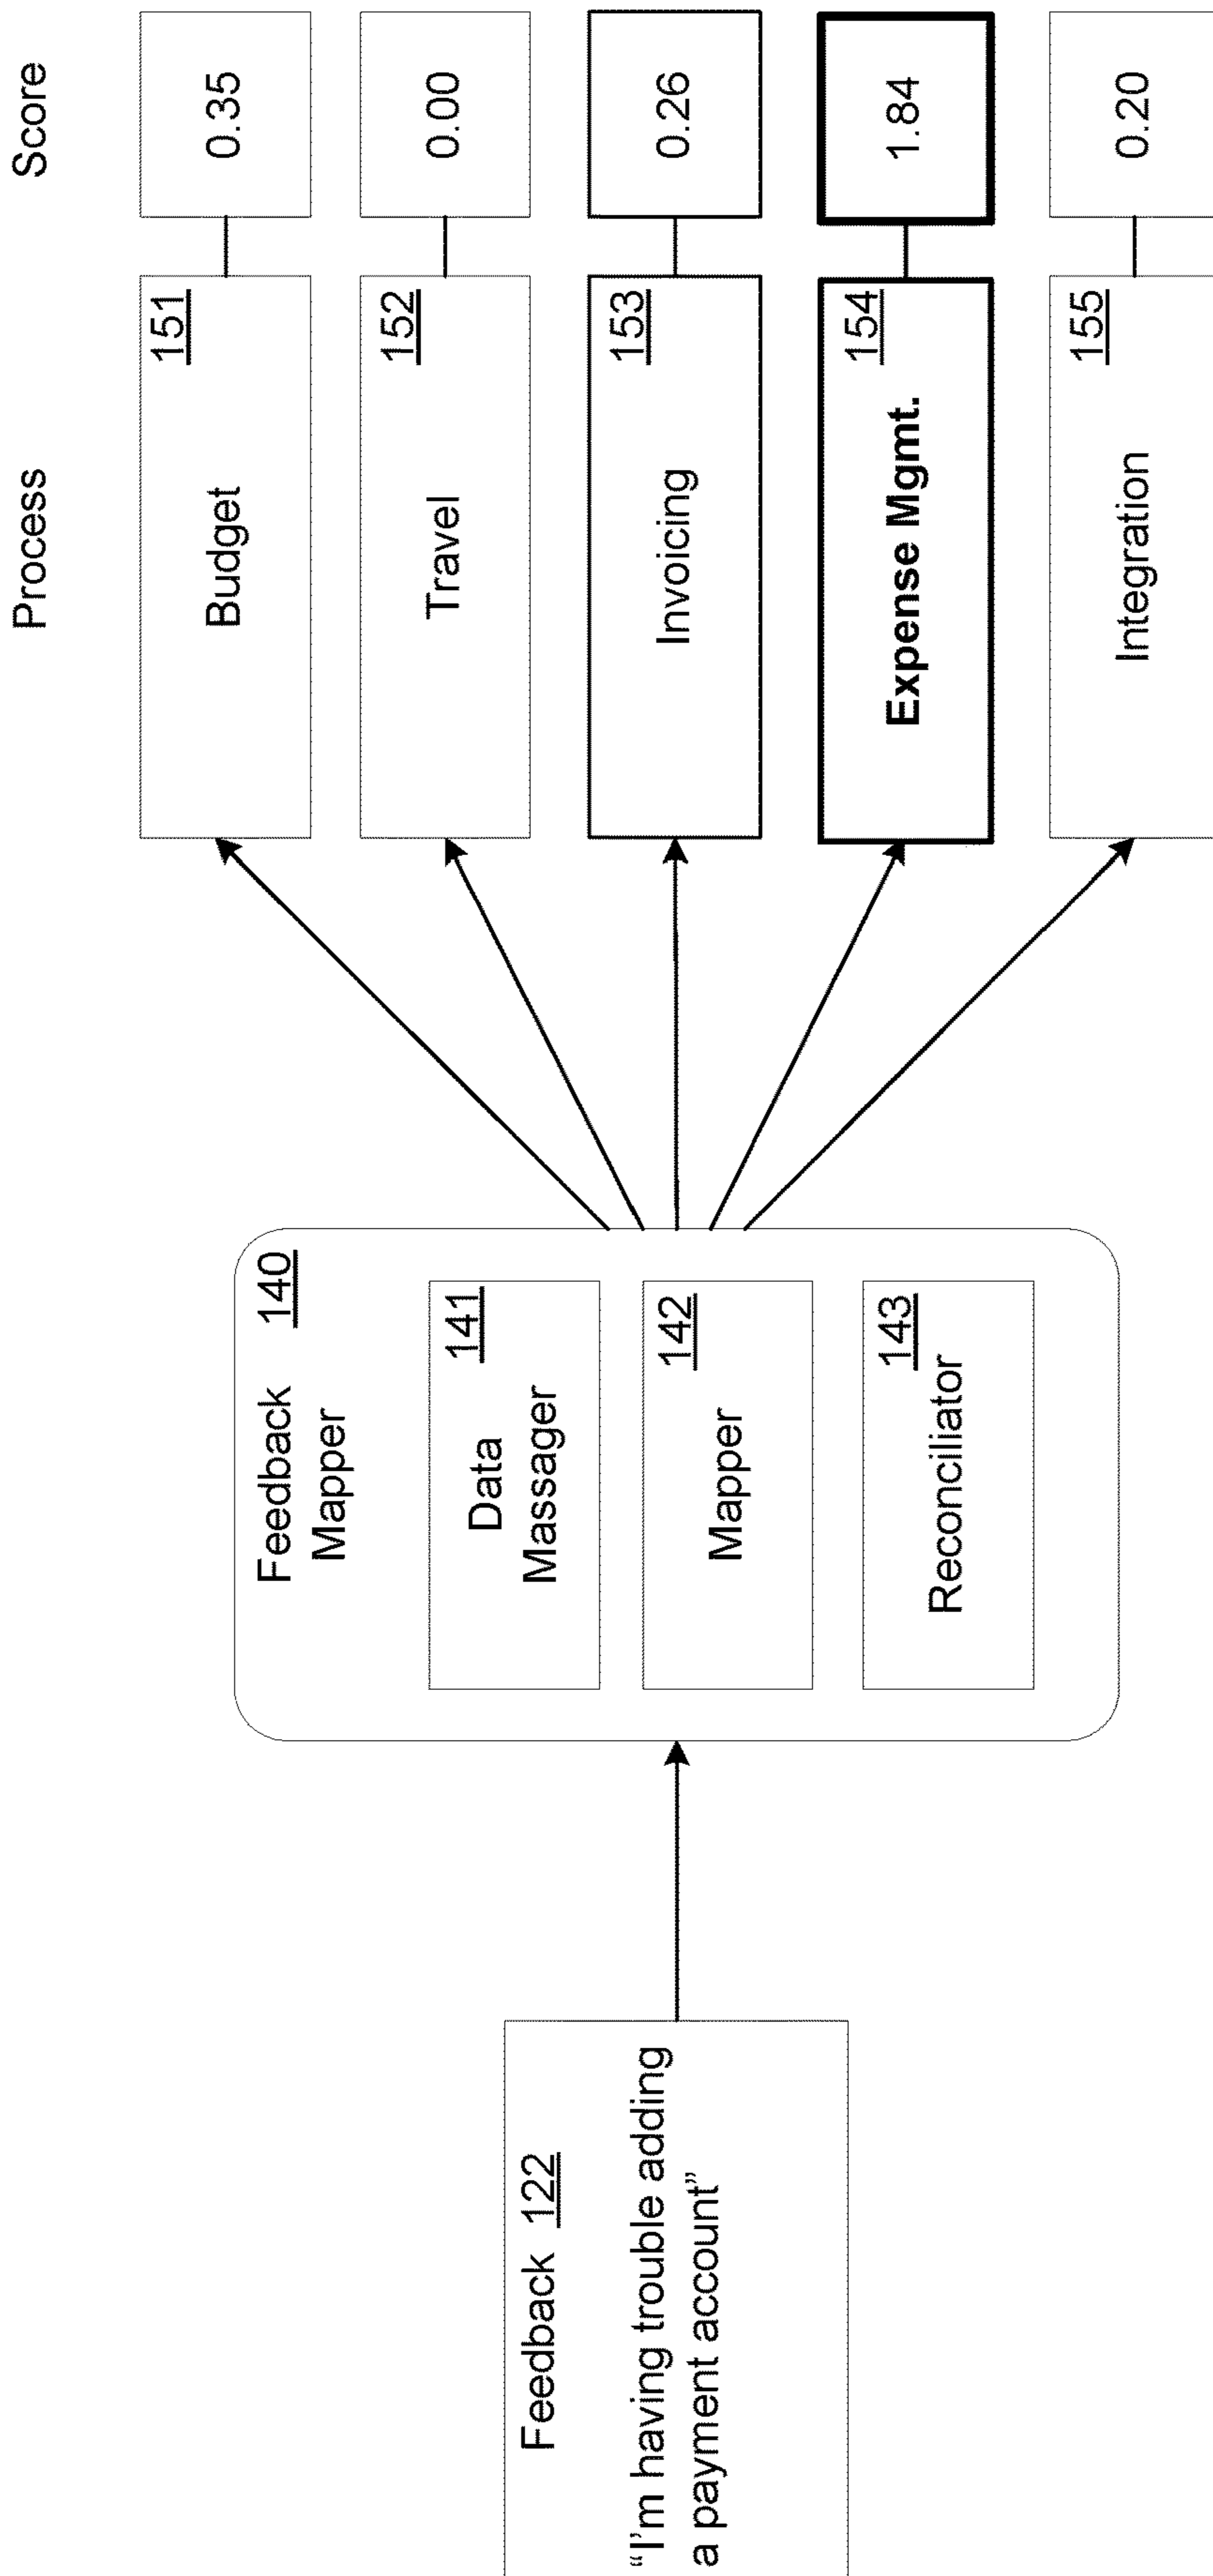 Process
Score
Feedback 122
“I'm having trouble adding
a payment account”
Feedback 140
Mapper
141
Data
Massager
142
Mapper
143
Reconciliator
151
Budget
0.35
152
Travel
0.00
153
Invoicing
0.26
154
Expense Mgmt.
1.84
155
Integration
0.20